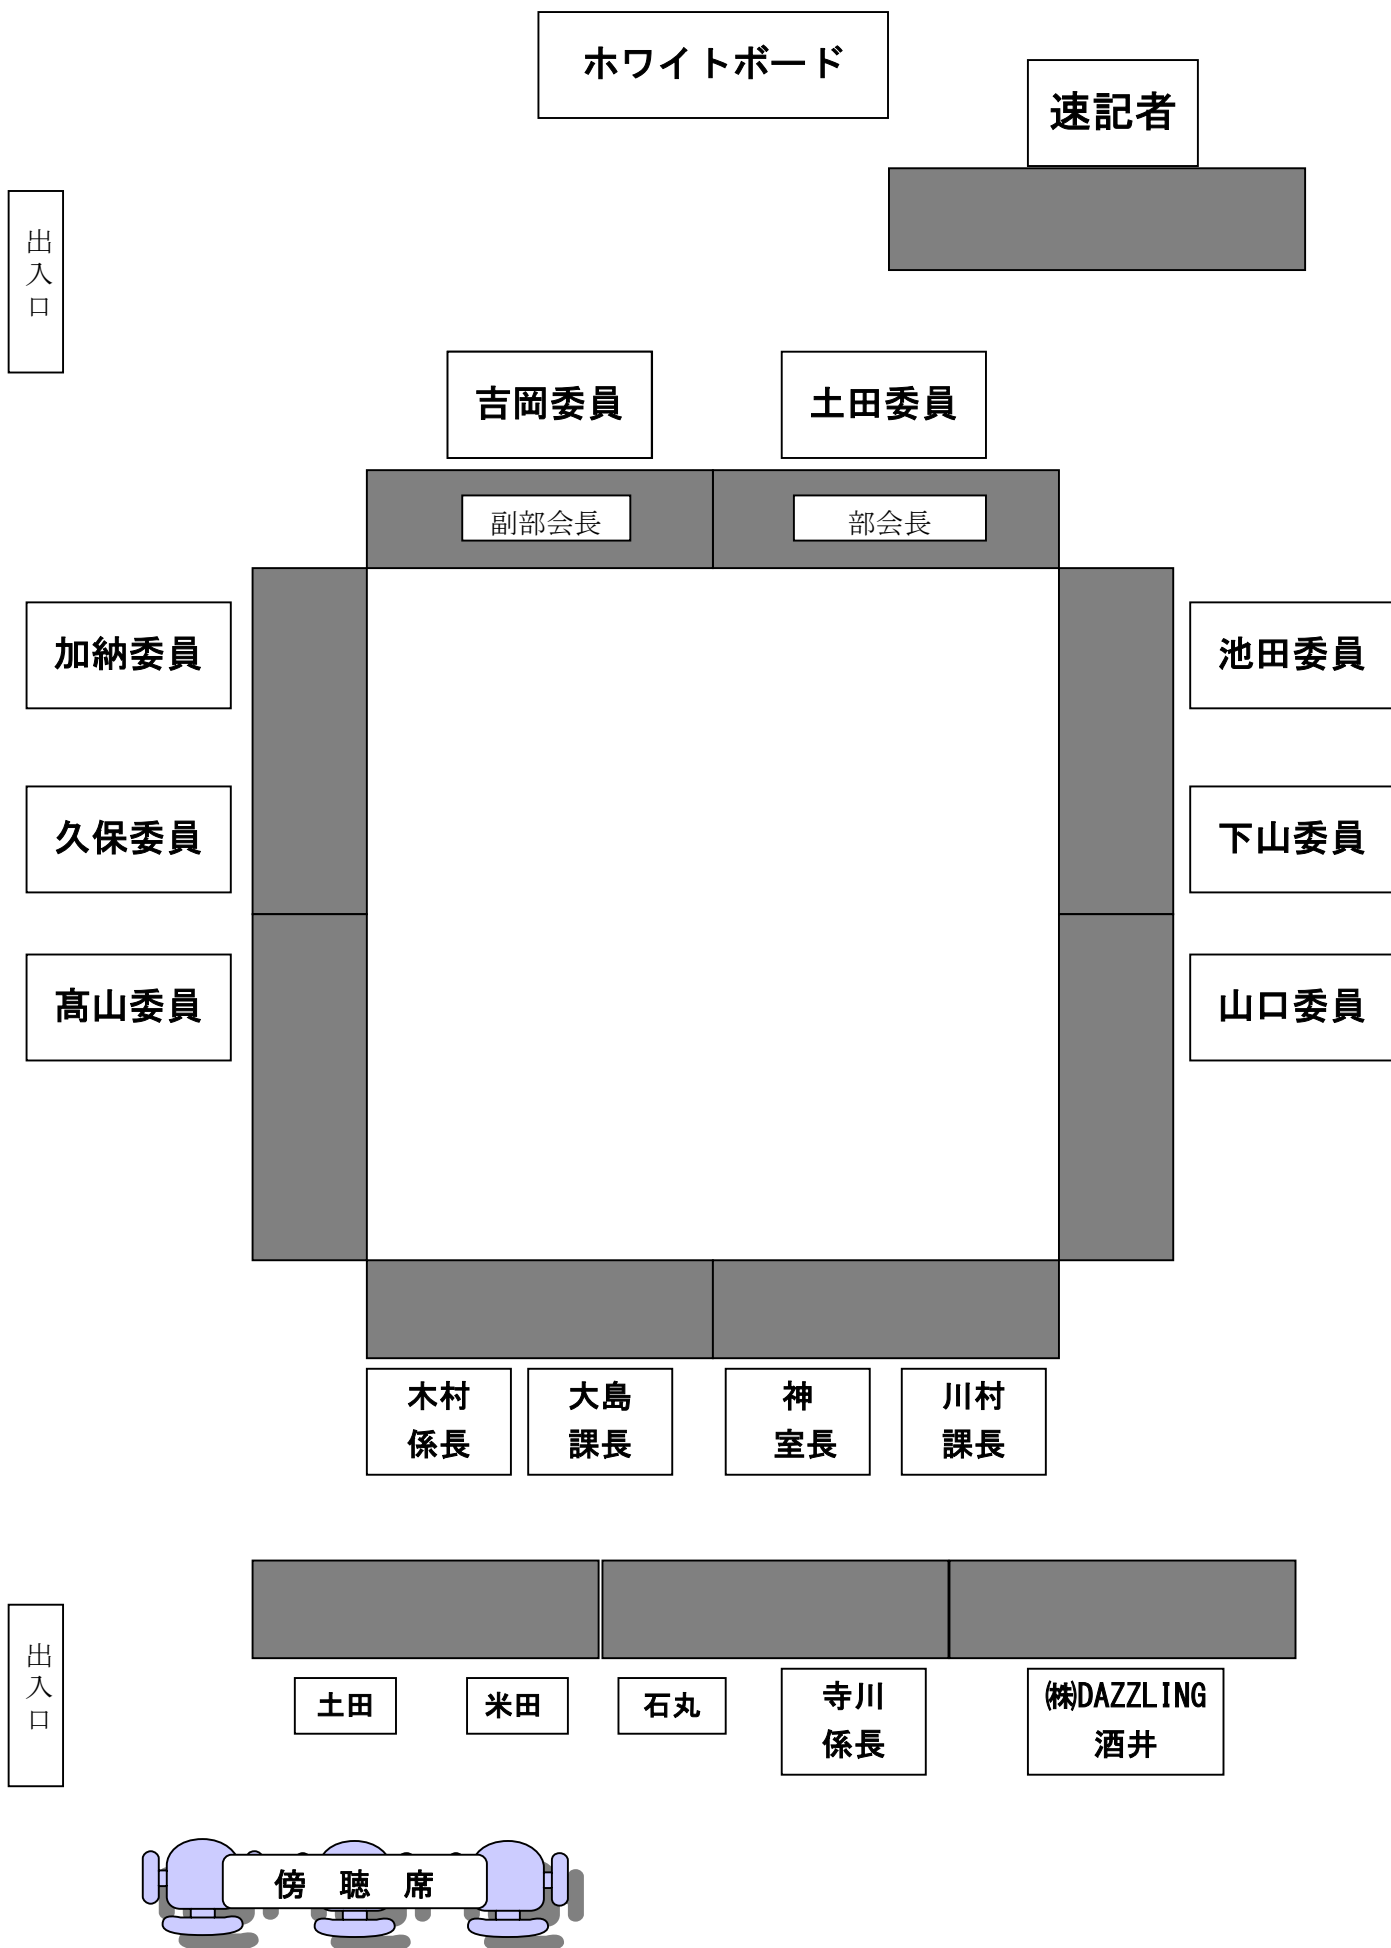 ホワイトボード
速記者
出入口
吉岡委員
土田委員
副部会長
部会長
加納委員
池田委員
久保委員
下山委員
髙山委員
山口委員
木村
係長
大島
課長
神
室長
川村
課長
出入口
土田
米田
石丸
寺川
係長
㈱DAZZLING
酒井
傍 聴 席